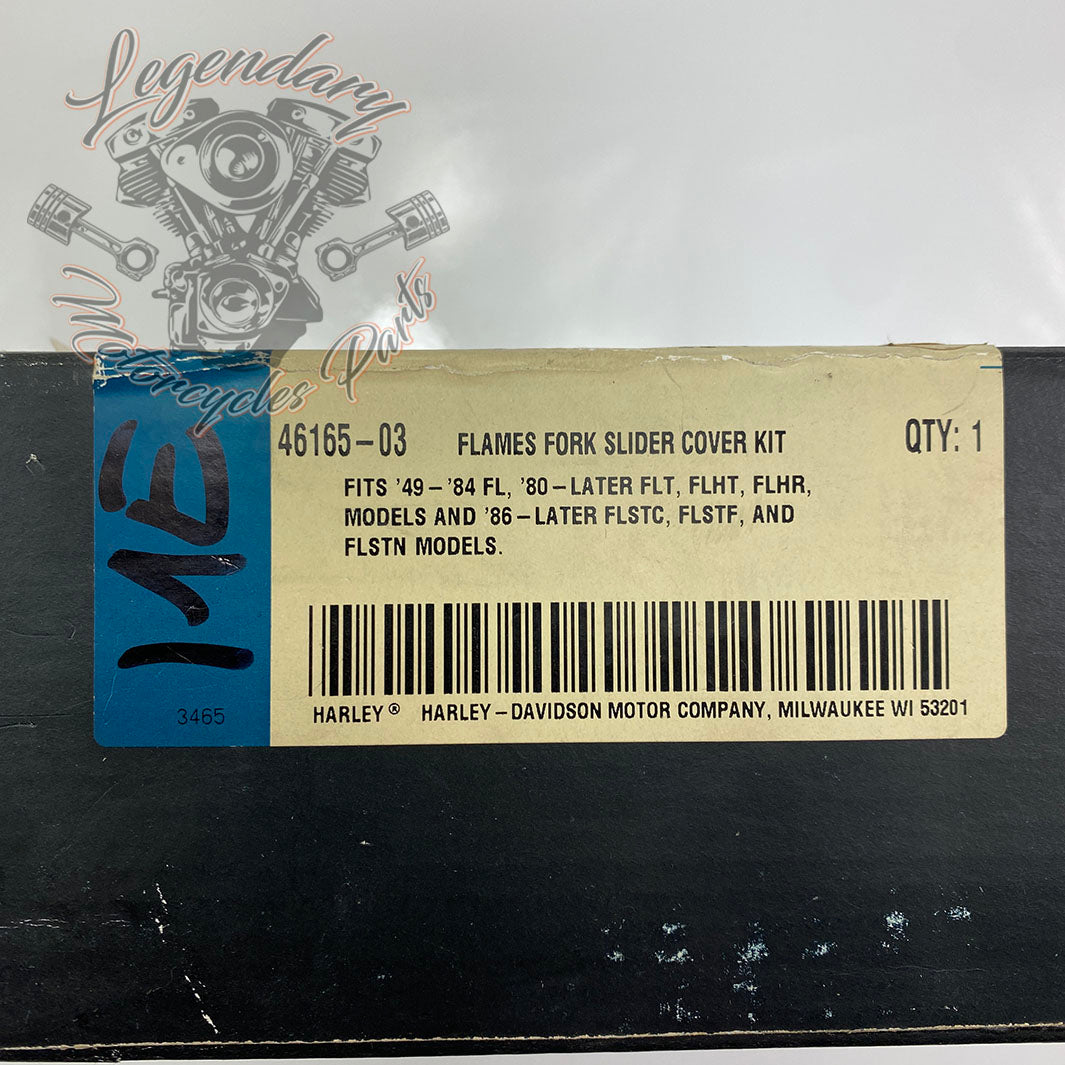 Legendary
Motorcycles Parts
46165-03 FLAMES FORK SLIDER COVER KIT QTY: 1
FITS '49-'84 FL, '80-LATER FLT, FLHT, FLHR,
MODELS AND '86-LATER FLSTC, FLSTF, AND
FLSTN MODELS.
HARLEY® HARLEY-DAVIDSON MOTOR COMPANY, MILWAUKEE WI 53201
3465